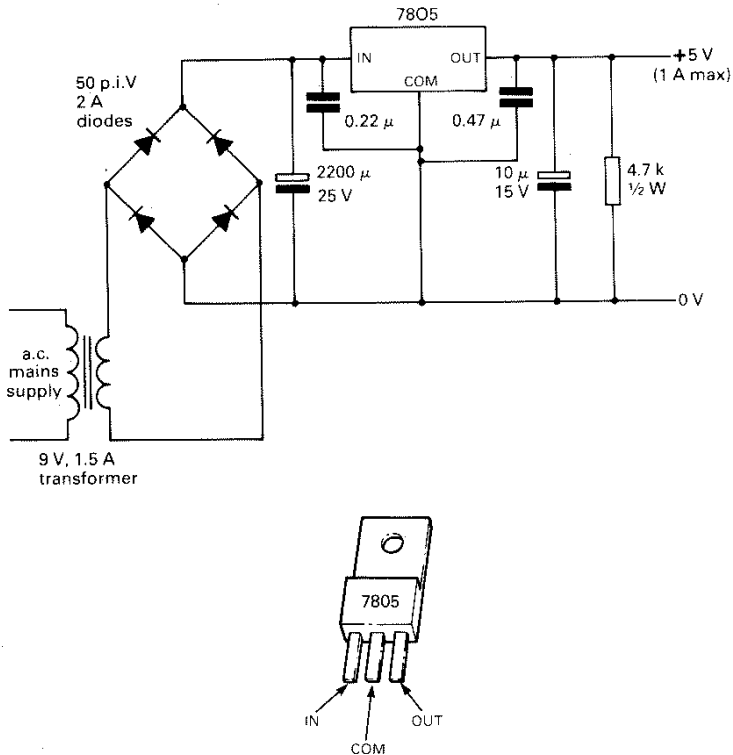 7805
IN
OUT
COM
+5 V
(1 A max)
50 p.i.V
2 A
diodes
0.22 µ
0.47 µ
2200 µ
25 V
10 µ
15 V
4.7 k
½ W
0 V
a.c.
mains
supply
9 V, 1.5 A
transformer
7805
IN
OUT
COM